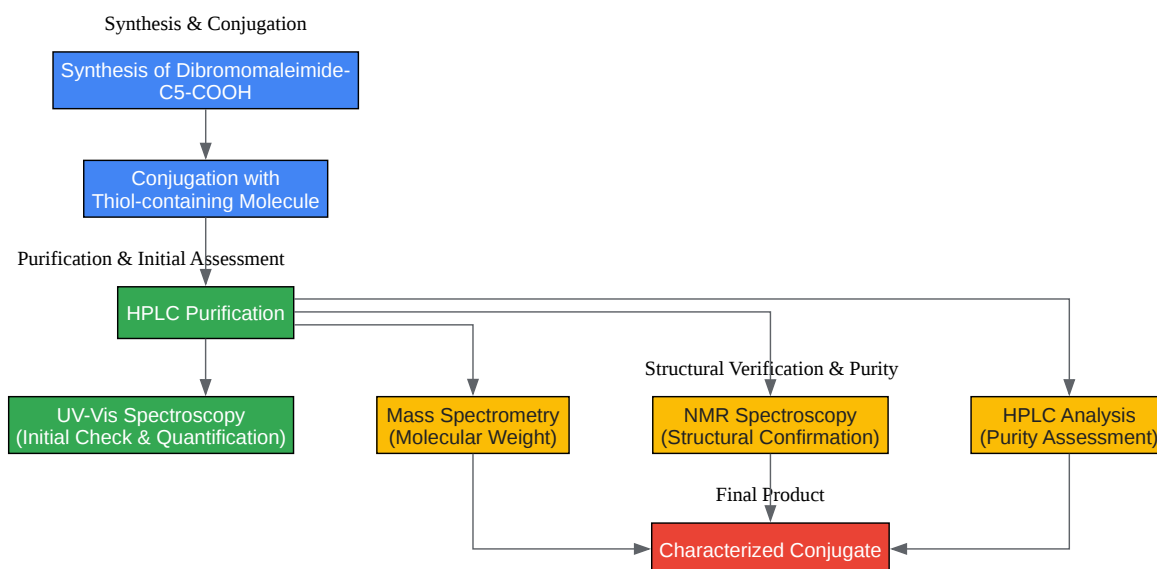 Synthesis & Conjugation
Synthesis of Dibromomaleimide-
C5-COOH
Conjugation with
Thiol-containing Molecule
Purification & Initial Assessment
HPLC Purification
Structural Verification & Purity
UV-Vis Spectroscopy
(Initial Check & Quantification)
Mass Spectrometry
(Molecular Weight)
NMR Spectroscopy
(Structural Confirmation)
HPLC Analysis
(Purity Assessment)
Final Product
Characterized Conjugate